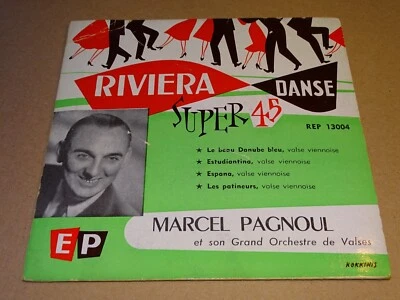 RIVIERA DANSE
SUPER 45
REP 13004
★ Le beau Danube bleu, valse viennoise
★ Estudiantina, valse viennoise
★ Espana, valse viennoise
★ Les patineurs, valse viennoise
MARCEL PAGNOUL
et son Grand Orchestre de Valses
EP